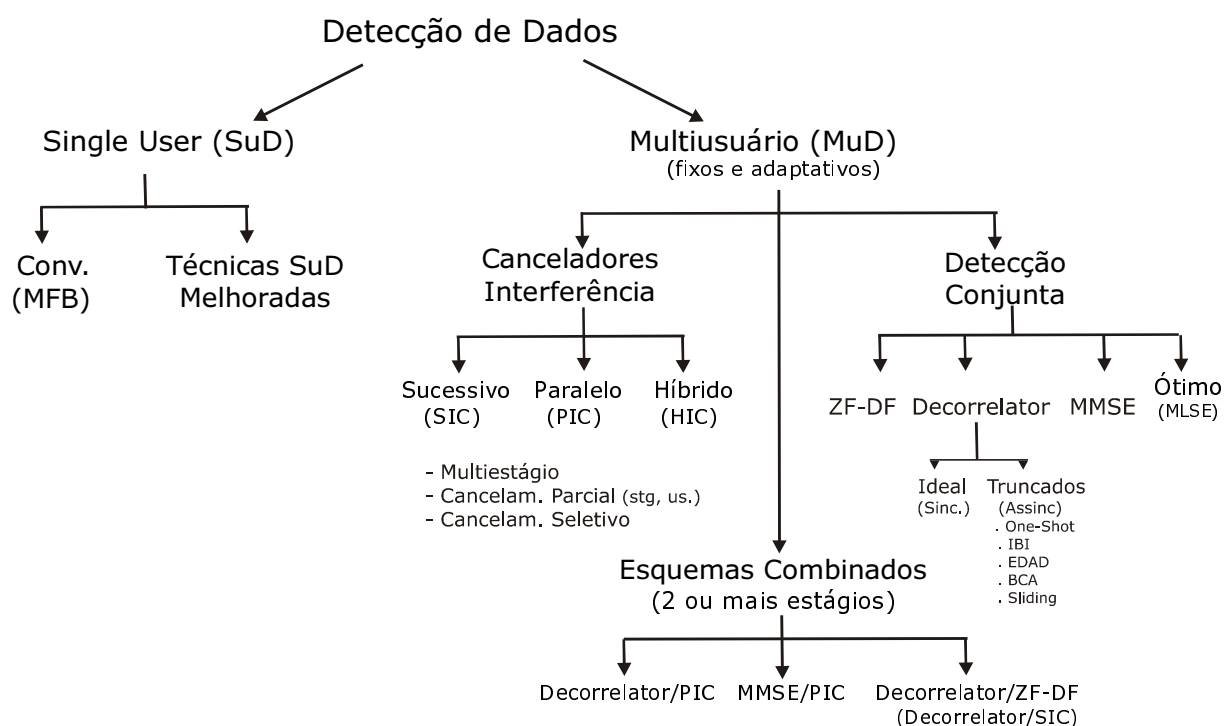 Detecção de Dados
Single User (SuD)
Multiusuário (MuD)
(fixos e adaptativos)
Conv.
(MFB)
Técnicas SuD
Melhoradas
Canceladores
Interferência
Detecção
Conjunta
Sucessivo
(SIC)
Paralelo
(PIC)
Híbrido
(HIC)
ZF-DF
Decorrelator
MMSE
Ótimo
(MLSE)
- Multiestágio
- Cancelam. Parcial (stg, us.)
- Cancelam. Seletivo
Ideal
(Sinc.)
Truncados
(Assinc)
. One-Shot
. IBI
. EDAD
. BCA
. Sliding
Esquemas Combinados
(2 ou mais estágios)
Decorrelator/PIC
MMSE/PIC
Decorrelator/ZF-DF
(Decorrelator/SIC)